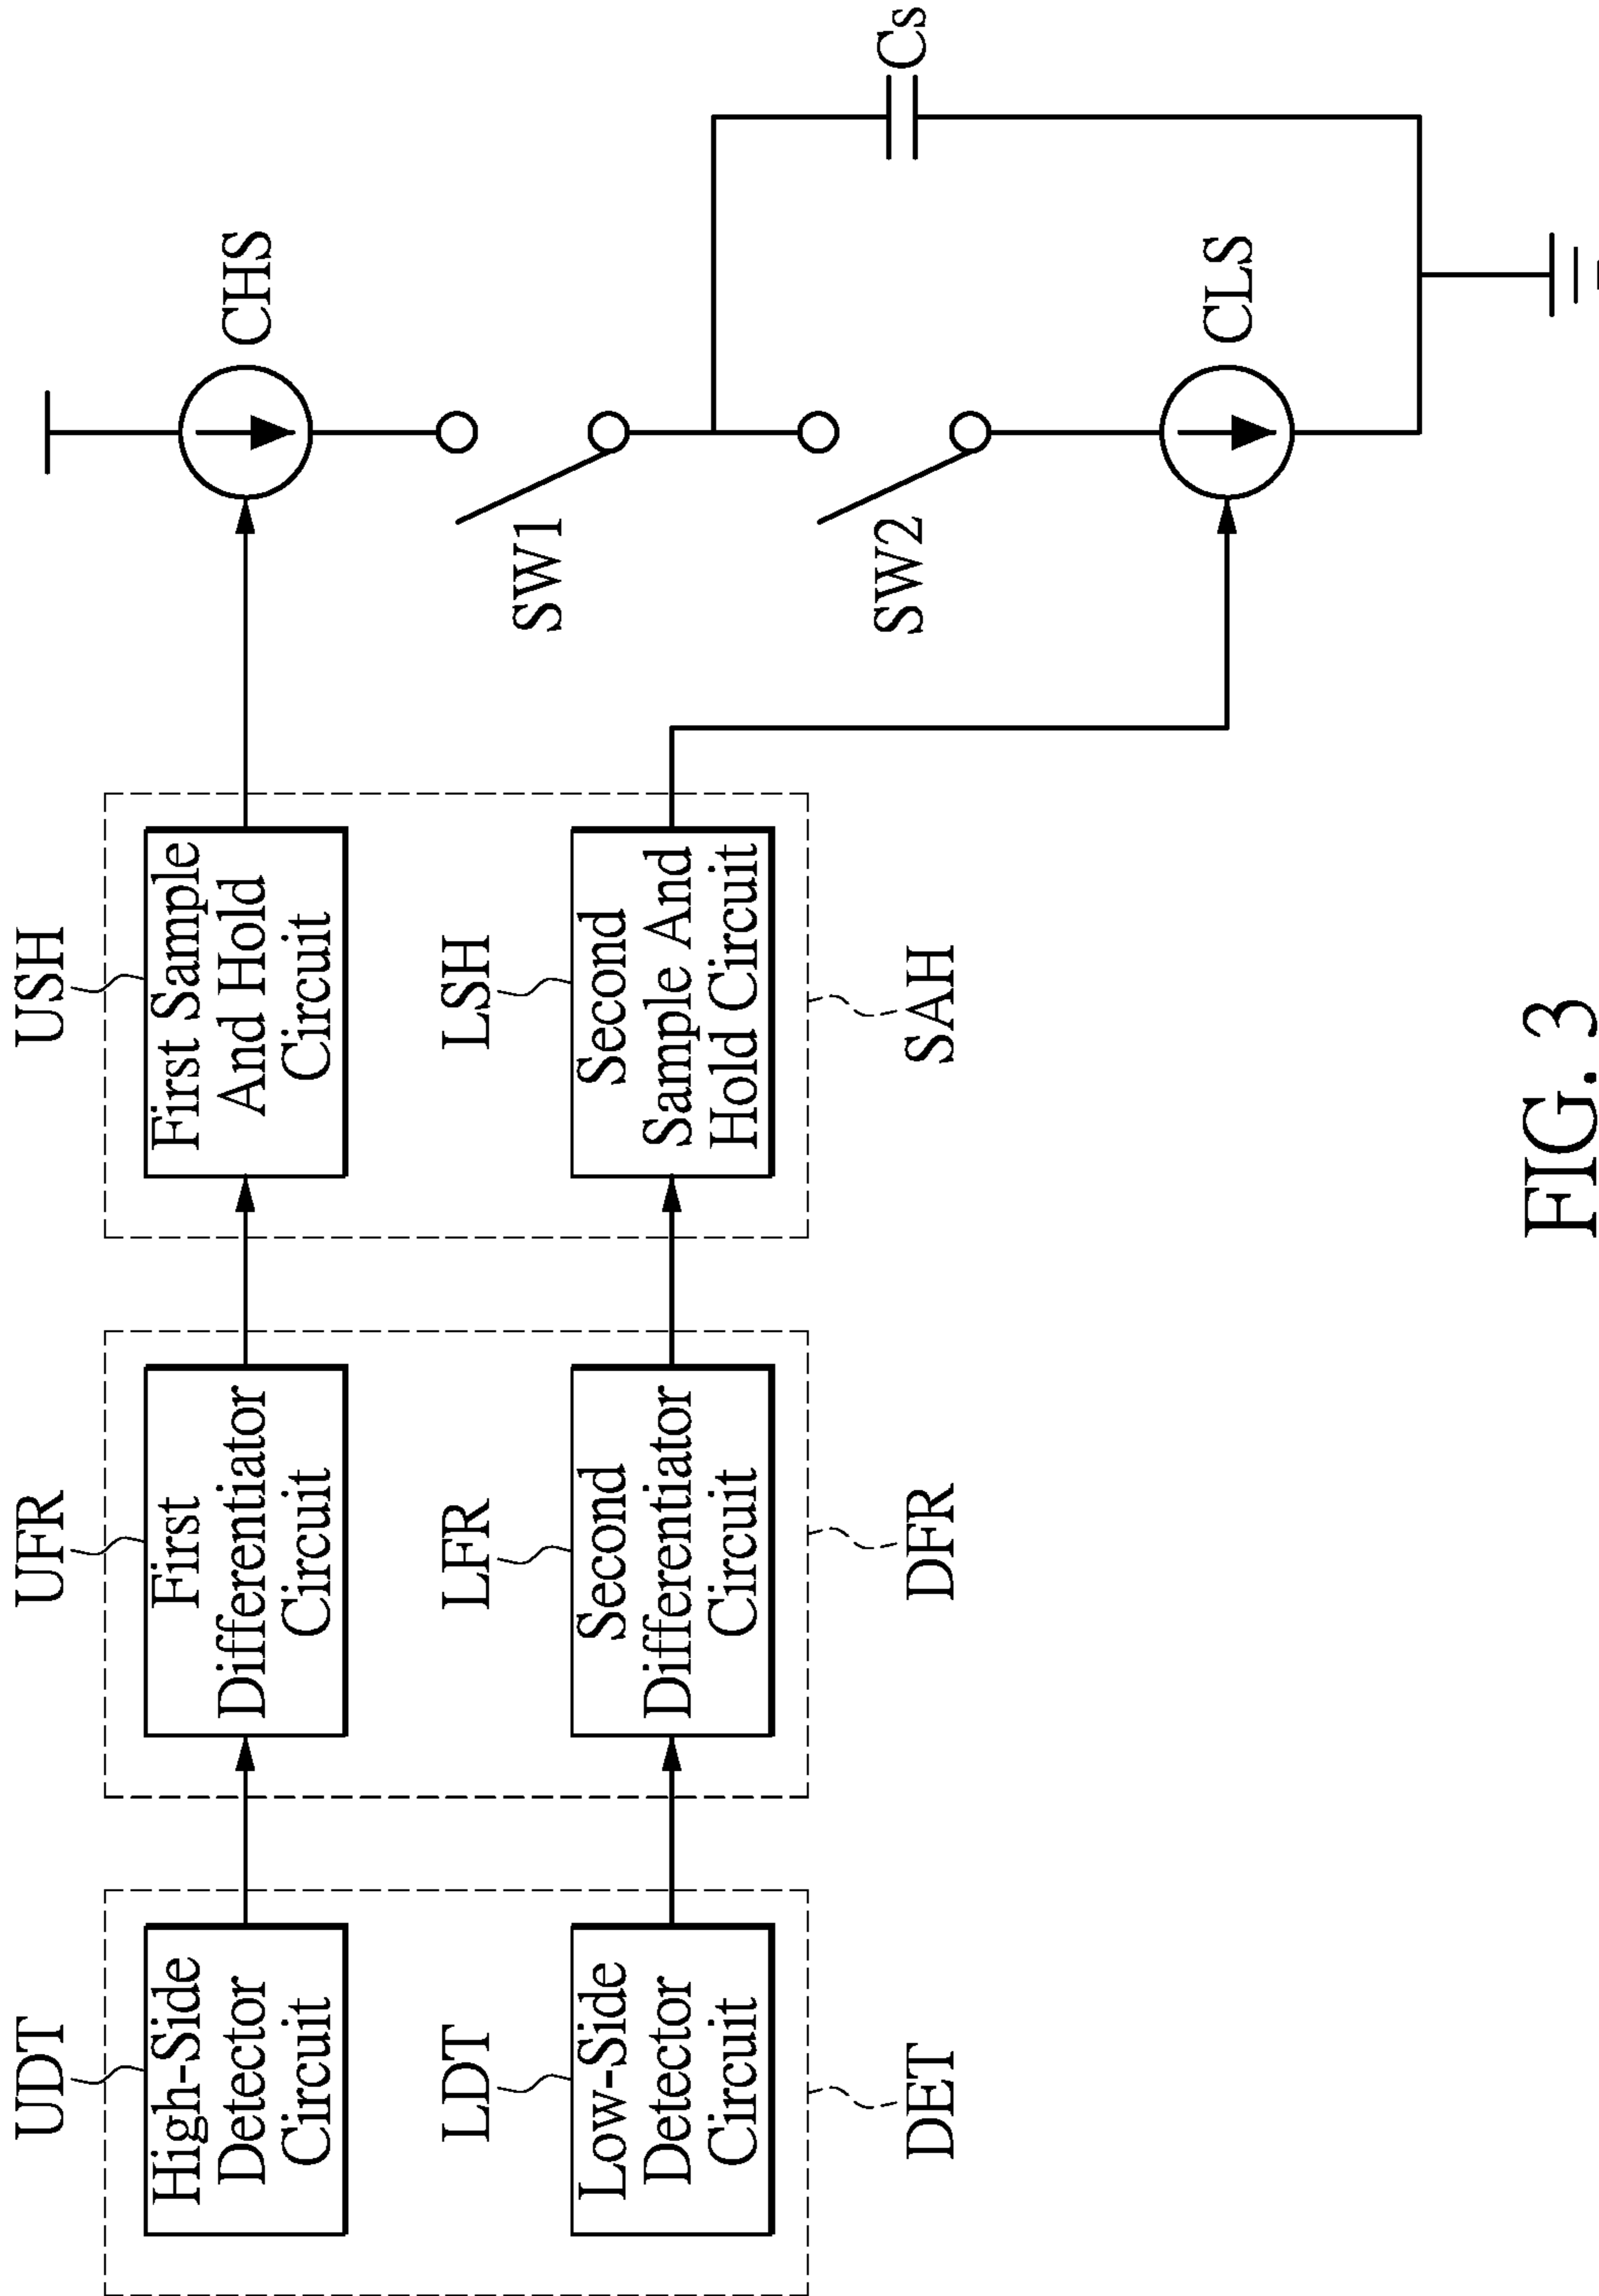 UDT
High-Side
Detector
Circuit
LDT
Low-Side
Detector
Circuit
DET
UFR
First
Differentiator
Circuit
LFR
Second
Differentiator
Circuit
DFR
USH
First Sample
And Hold
Circuit
LSH
Second
Sample And
Hold Circuit
SAH
CHS
SW1
SW2
CLS
Cs
FIG. 3